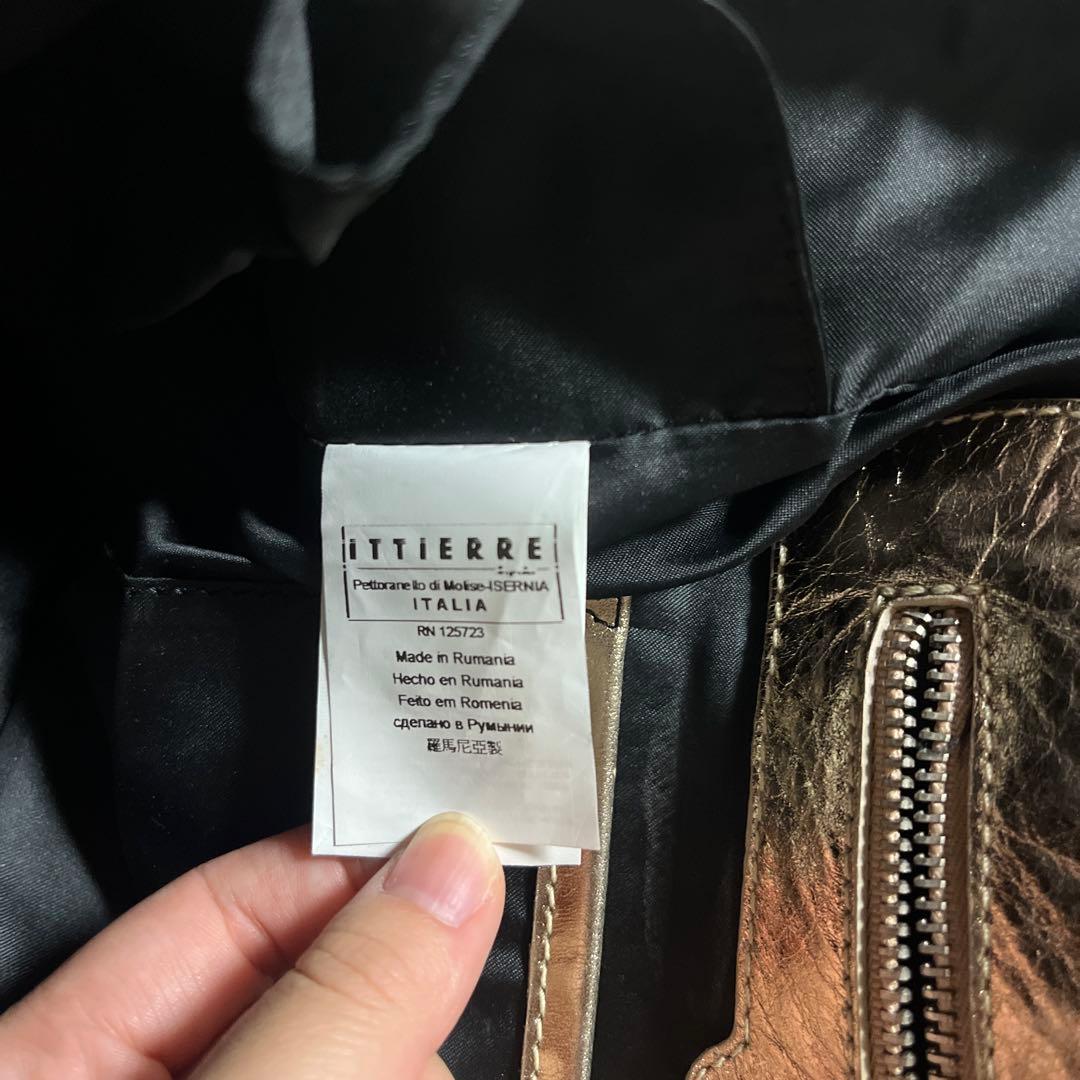 iTTiERRE
Pettoranello di Molise-ISERNIA
ITALIA
RN 125723
Made in Rumania
Hecho en Rumania
Feito em Romenia
сделано в Румынии
羅馬尼亞製